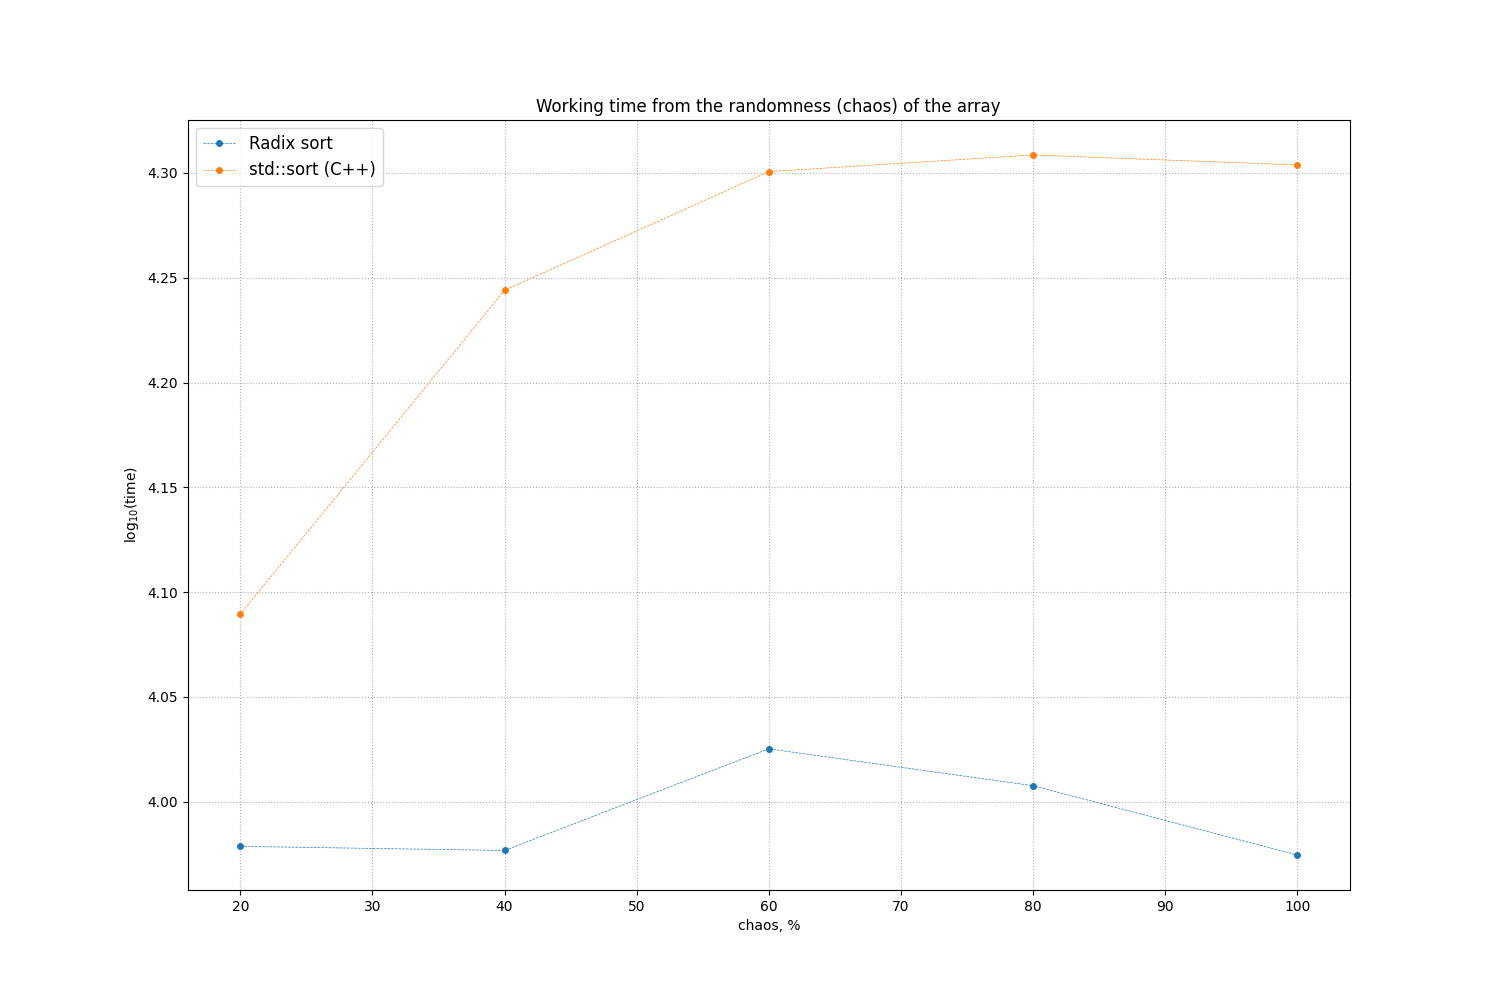 Working time from the randomness (chaos) of the array
Radix sort
std::sort (C++)
4.30
4.25
4.20
4.15
4.10
4.05
4.00
log₁₀(time)
20 30 40 50 60 70 80 90 100
chaos, %